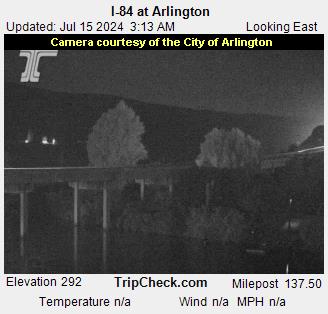 I-84 at Arlington
Updated: Jul 15 2024 3:13 AM Looking East
Camera courtesy of the City of Arlington
Elevation 292 TripCheck.com Milepost 137.50
Temperature n/a Wind n/a MPH n/a